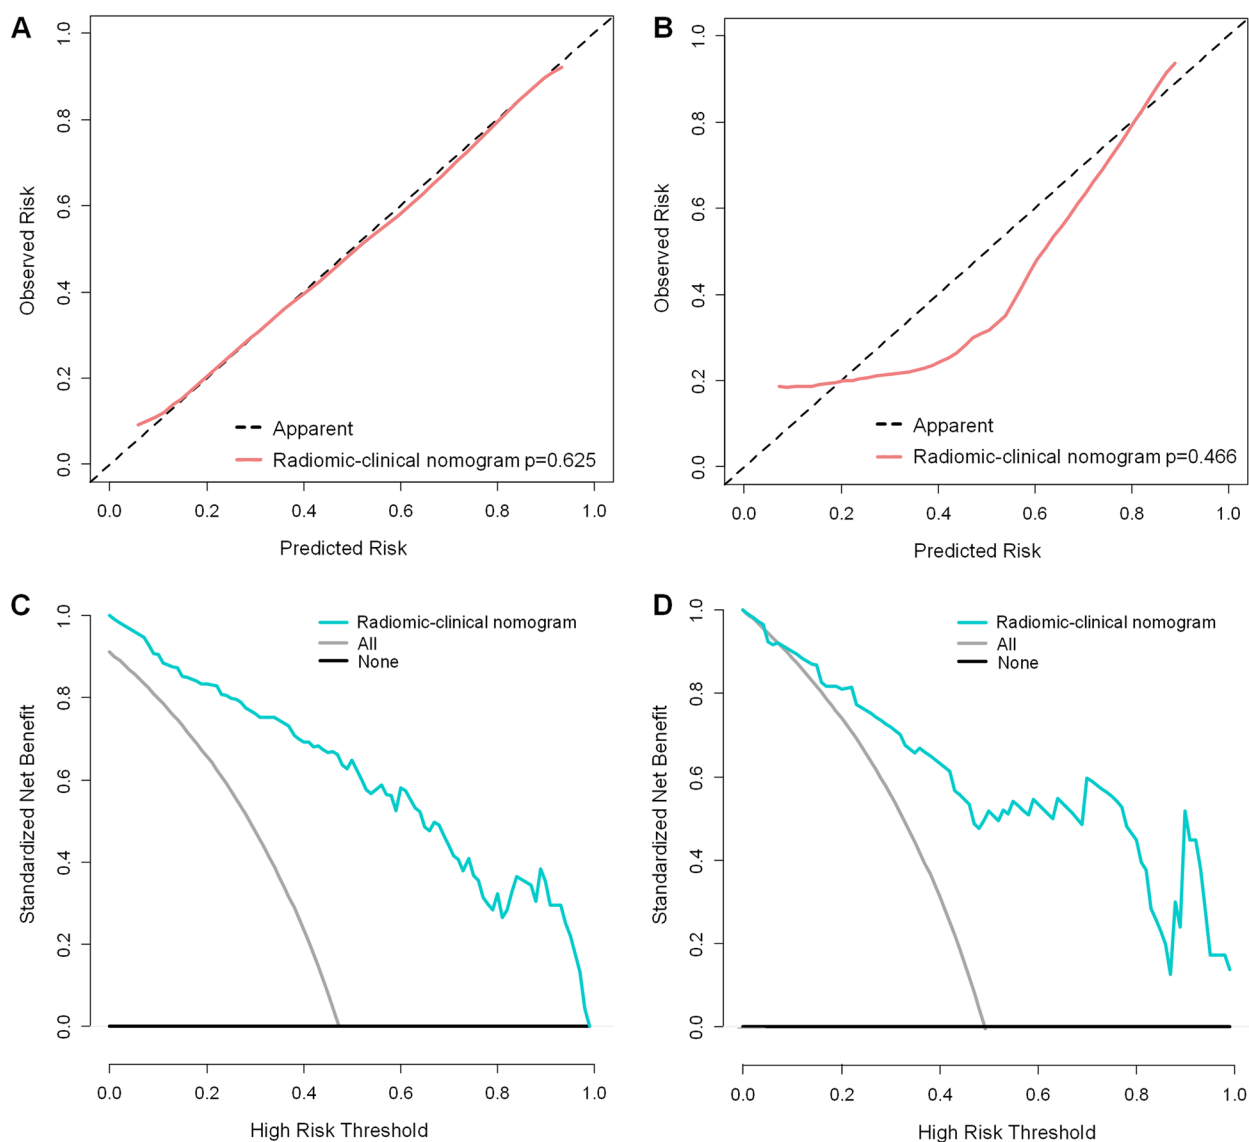 A
1.0
0.8
0.6
0.4
0.2
0.0
Observed Risk
Apparent
Radiomic-clinical nomogram p=0.625
0.0 0.2 0.4 0.6 0.8 1.0
Predicted Risk
B
1.0
0.8
0.6
0.4
0.2
0.0
Observed Risk
Apparent
Radiomic-clinical nomogram p=0.466
0.0 0.2 0.4 0.6 0.8 1.0
Predicted Risk
C
1.0
0.8
0.6
0.4
0.2
0.0
Standardized Net Benefit
Radiomic-clinical nomogram
All
None
0.0 0.2 0.4 0.6 0.8 1.0
High Risk Threshold
D
1.0
0.8
0.6
0.4
0.2
0.0
Standardized Net Benefit
Radiomic-clinical nomogram
All
None
0.0 0.2 0.4 0.6 0.8 1.0
High Risk Threshold